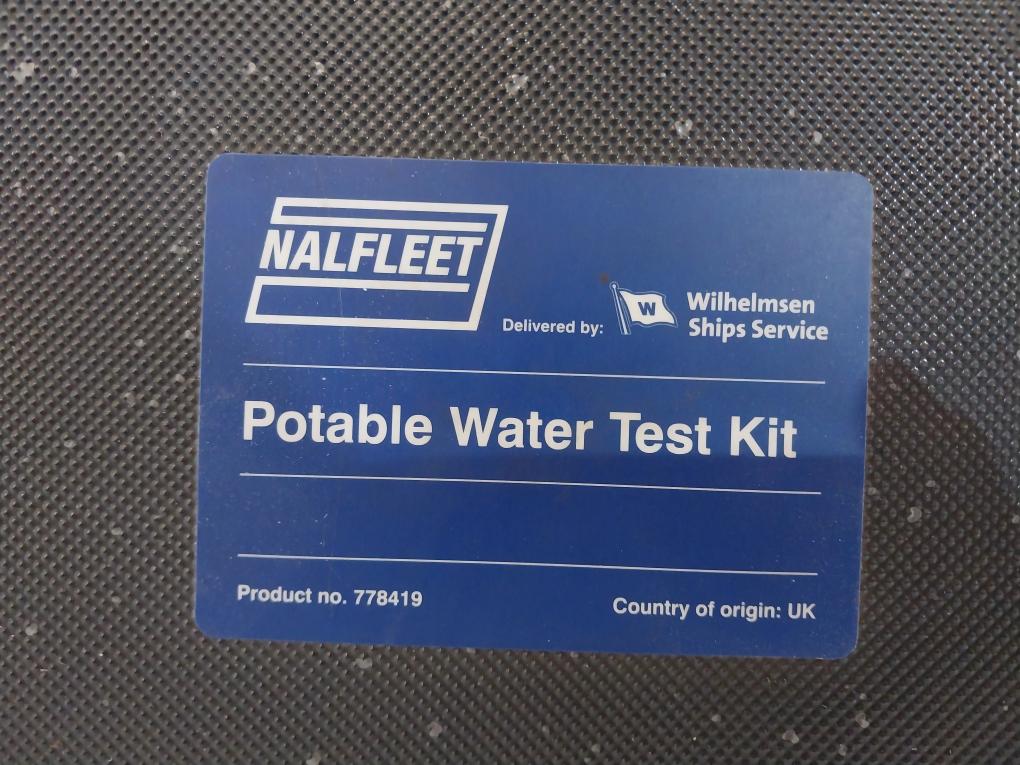 NALFLEET
Delivered by:
W
Wilhelmsen
Ships Service
Potable Water Test Kit
Product no. 778419
Country of origin: UK